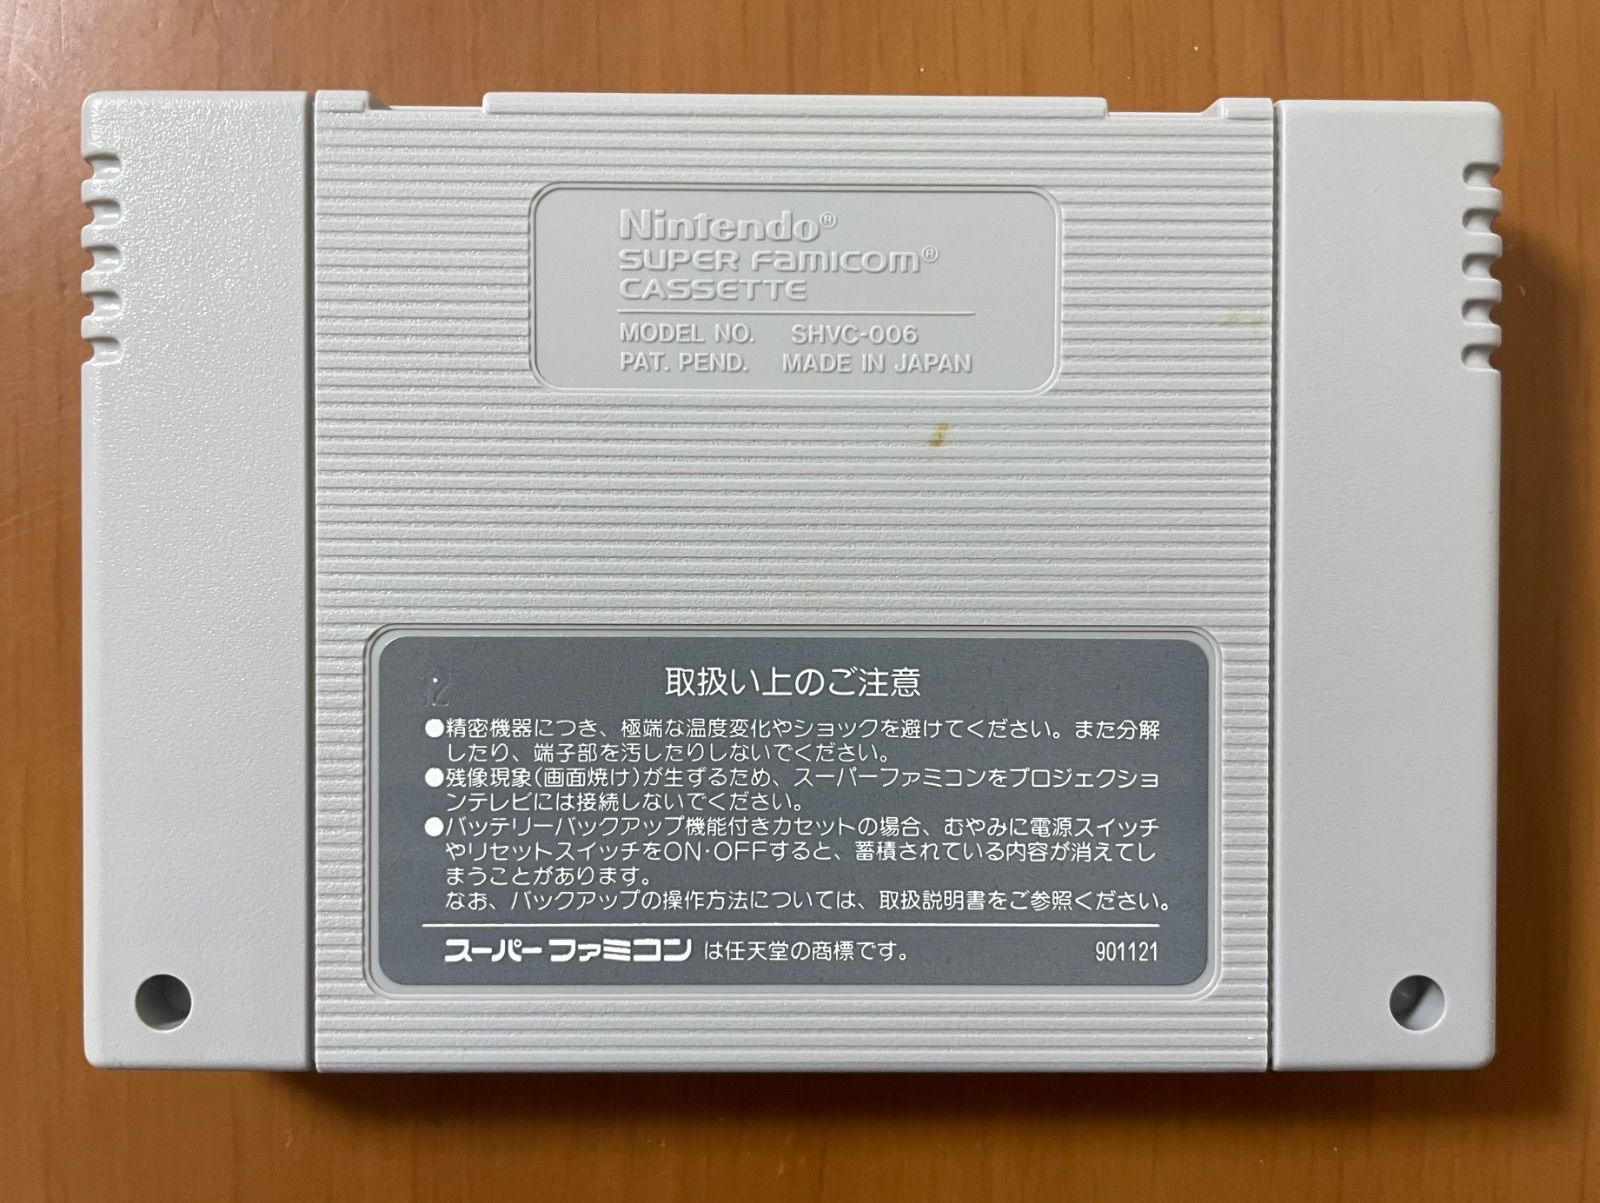 Nintendo®
SUPER FAMICOM®
CASSETTE
MODEL NO. SHVC-006
PAT. PEND. MADE IN JAPAN
12
取扱い上のご注意
●精密機器につき、極端な温度変化やショックを避けてください。また分解
したり、端子部を汚したりしないでください。
●残像現象(画面焼け)が生ずるため、スーパーファミコンをプロジェクショ
ンテレビには接続しないでください。
●バッテリーバックアップ機能付きカセットの場合、むやみに電源スイッチ
やリセットスイッチをON・OFFすると、蓄積されている内容が消えてし
まうことがあります。
なお、バックアップの操作方法については、取扱説明書をご参照ください。
スーパーファミコン は任天堂の商標です。 901121